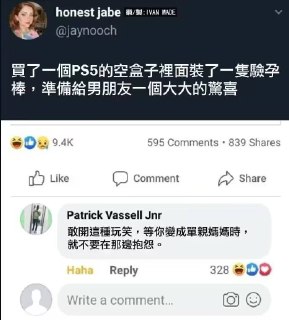 honest jabe 翻/製:IVAN WADE
@jaynooch
買了一個PS5的空盒子裡面裝了一隻驗孕
棒，準備給男朋友一個大大的驚喜
9.4K 595 Comments • 839 Shares
Like Comment Share
Patrick Vassell Jnr
敢開這種玩笑，等你變成單親媽媽時，
就不要在那邊抱怨。
Haha Reply 328
Write a comment...